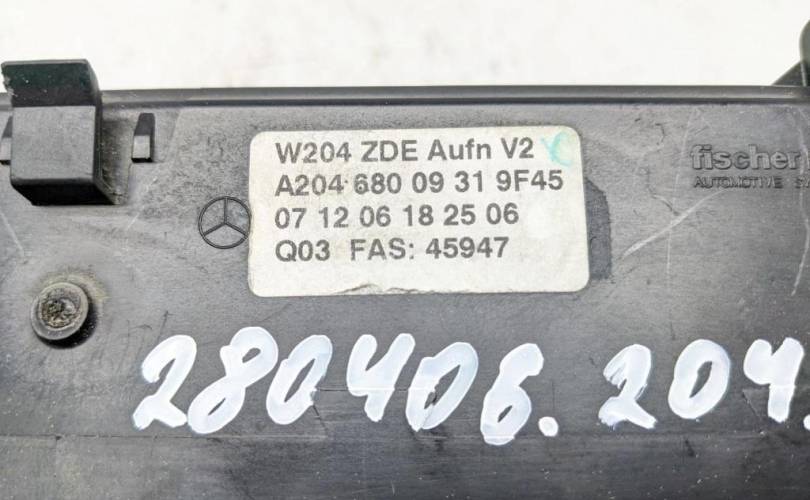 W204 ZDE Aufn V2
A204 680 09 31 9F45
07 12 06 18 25 06
Q03 FAS: 45947
fischer
AUTOMOTIVE
280406.204.